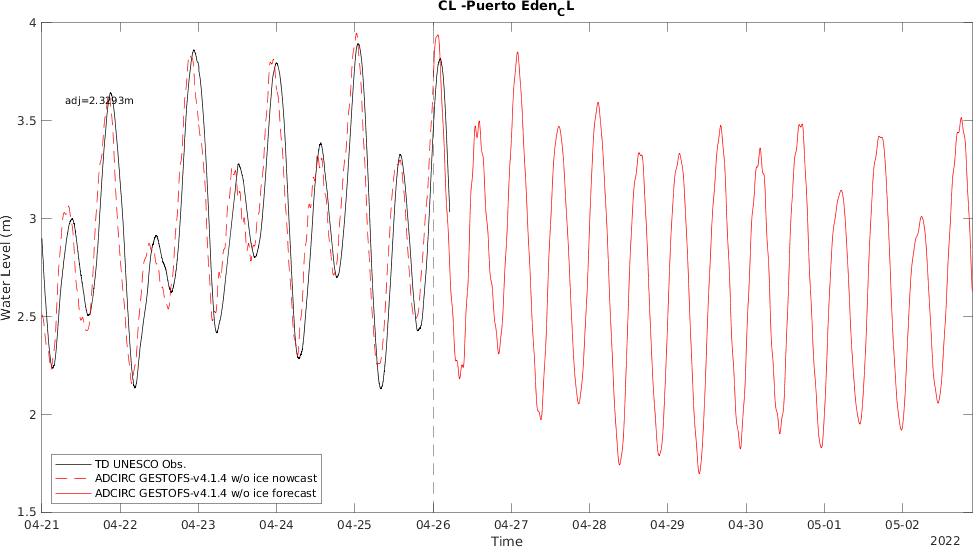 CL -Puerto Eden_CL
4
3.5
3
2.5
2
1.5
Water Level (m)
adj=2.3293m
TD UNESCO Obs.
ADCIRC GESTOFS-v4.1.4 w/o ice nowcast
ADCIRC GESTOFS-v4.1.4 w/o ice forecast
04-21 04-22 04-23 04-24 04-25 04-26 04-27 04-28 04-29 04-30 05-01 05-02
Time
2022